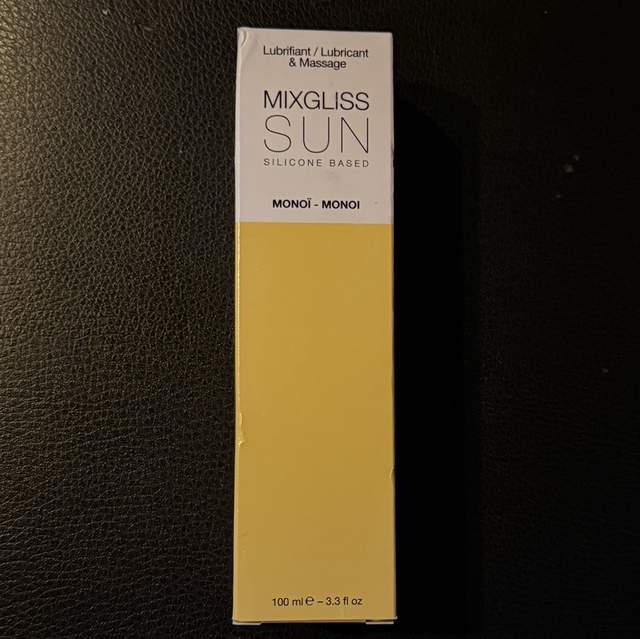 Lubrifiant / Lubricant
& Massage
MIXGLISS
SUN
SILICONE BASED
MONOÏ - MONOI
100 ml ℮ – 3.3 fl oz